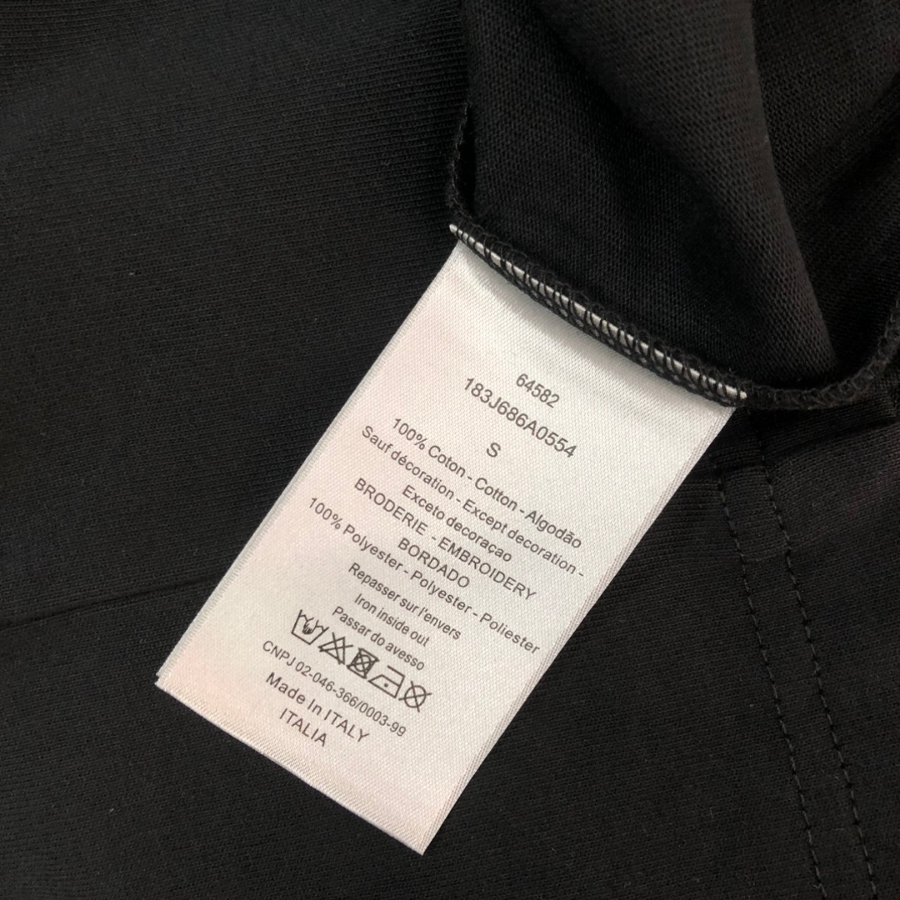 64582
183J686A0554
S
100% Coton - Cotton - Algodão
Sauf décoration - Except decoration -
Exceto decoraçao
BRODERIE - EMBROIDERY
BORDADO
100% Polyester - Polyester - Poliester
Repasser sur l'envers
Iron inside out
Passar do avesso
CNPJ 02-046-366/0003-99
Made In ITALY
ITALIA